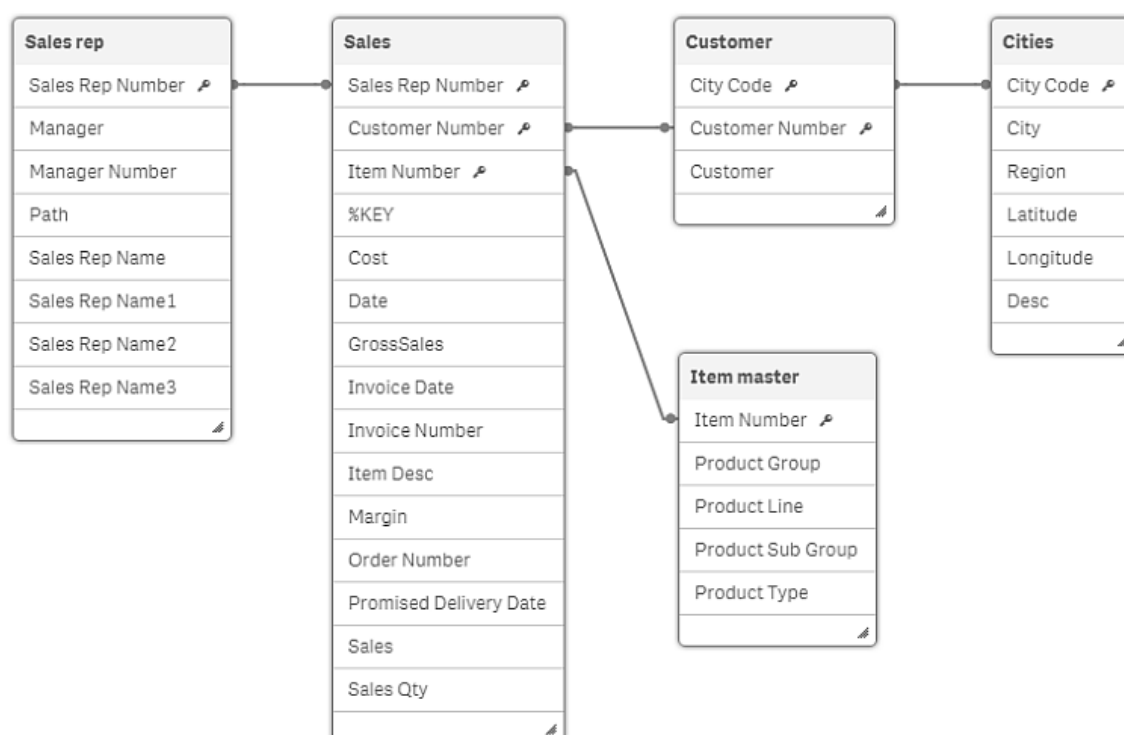 Sales rep
Sales Rep Number
Manager
Manager Number
Path
Sales Rep Name
Sales Rep Name1
Sales Rep Name2
Sales Rep Name3
Sales
Sales Rep Number
Customer Number
Item Number
%KEY
Cost
Date
GrossSales
Invoice Date
Invoice Number
Item Desc
Margin
Order Number
Promised Delivery Date
Sales
Sales Qty
Customer
City Code
Customer Number
Customer
Item master
Item Number
Product Group
Product Line
Product Sub Group
Product Type
Cities
City Code
City
Region
Latitude
Longitude
Desc